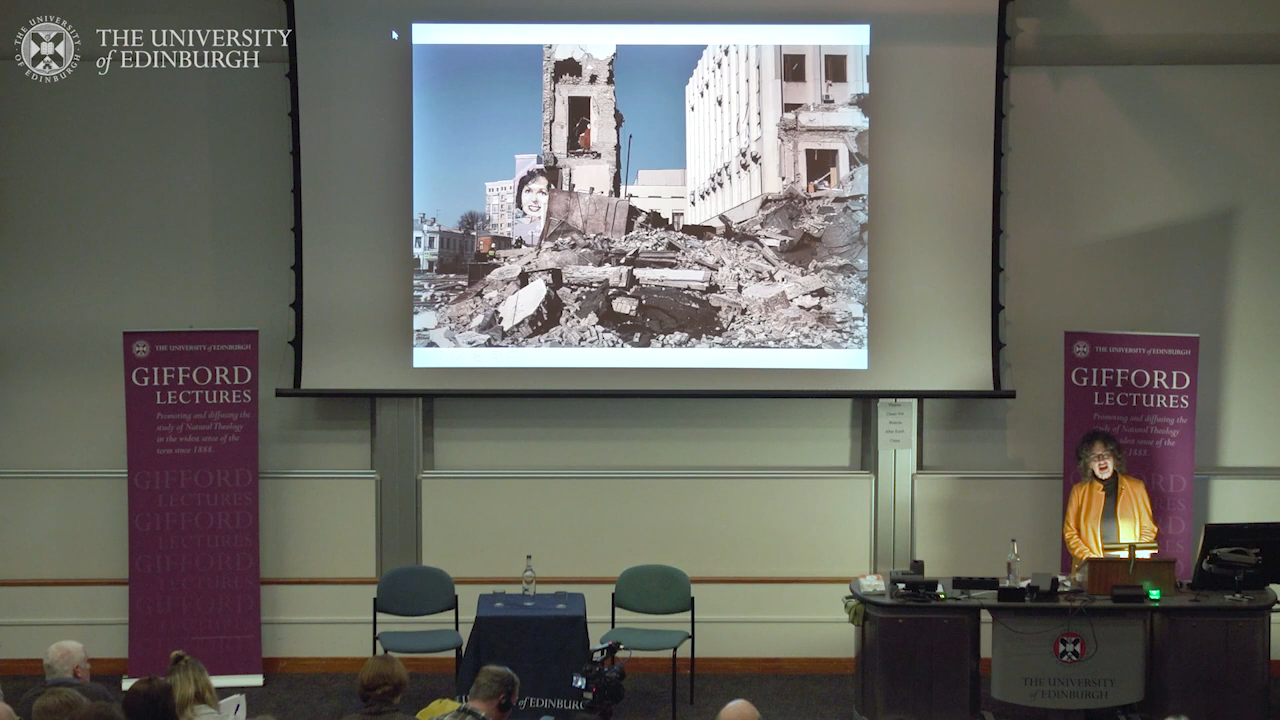 THE UNIVERSITY
of EDINBURGH
THE UNIVERSITY of EDINBURGH
GIFFORD
LECTURES
Promoting and diffusing the
study of Natural Theology
in the widest sense of the
term since 1888.
GIFFORD
LECTURES
GIFFORD
LECTURES
GIFFORD
LECTURES
THE UNIVERSITY of EDINBURGH
GIFFORD
LECTURES
Promoting and diffusing the
study of Natural Theology
1888.
THE UNIVERSITY
of EDINBURGH
of EDINBURGH